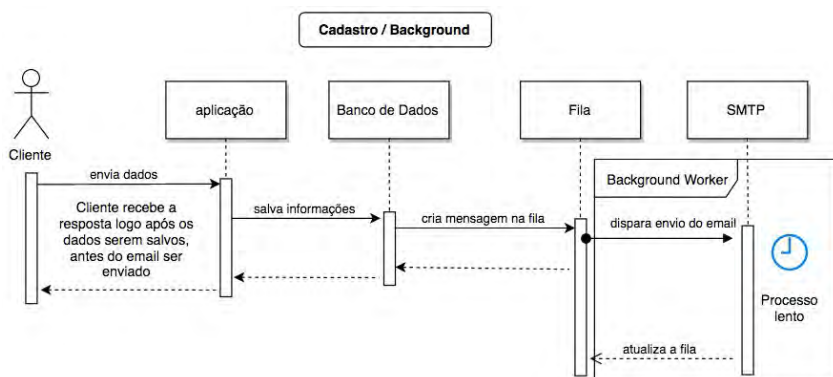 Cadastro / Background
aplicação
Banco de Dados
Fila
SMTP
Cliente
envia dados
Background Worker
Cliente recebe a
resposta logo após os
dados serem salvos,
antes do email ser
enviado
salva informações
cria mensagem na fila
dispara envio do email
Processo
lento
atualiza a fila